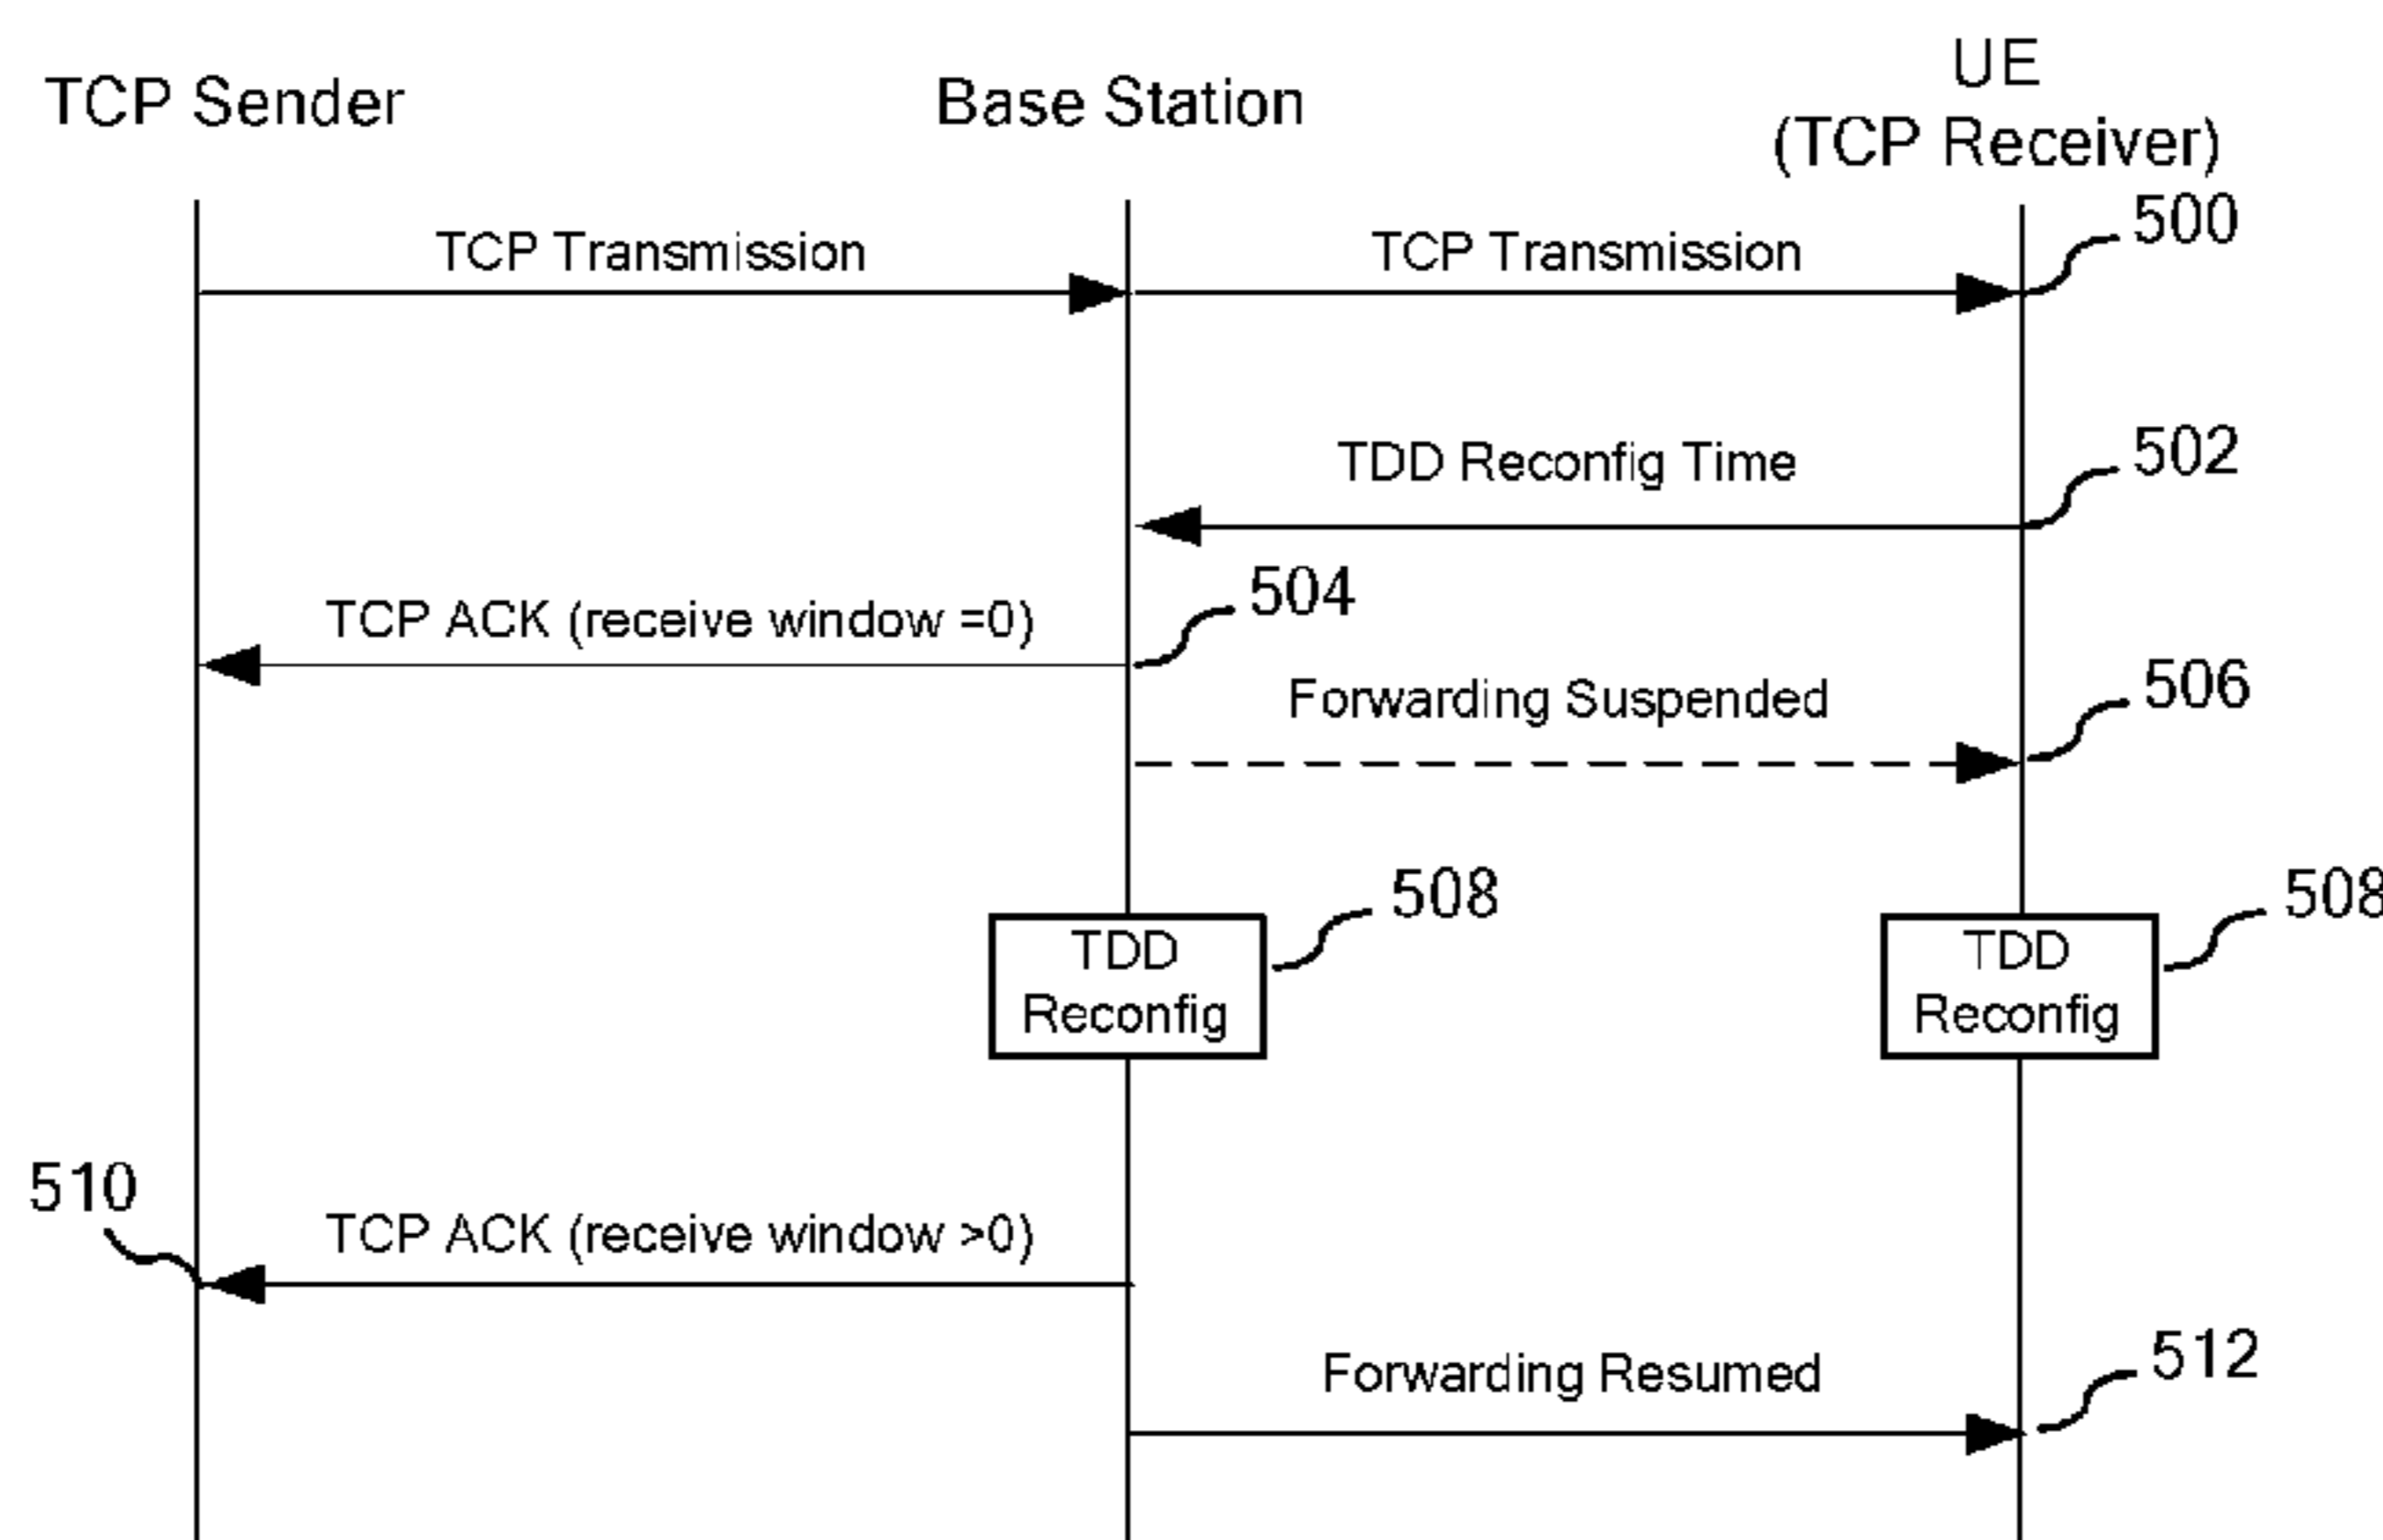 UE
TCP Sender
Base Station
(TCP Receiver)
500
TCP Transmission
TCP Transmission
502
TDD Reconfig Time
504
TCP ACK (receive window =0)
506
Forwarding Suspended
508
508
TDD
Reconfig
TDD
Reconfig
510
TCP ACK (receive window >0)
512
Forwarding Resumed